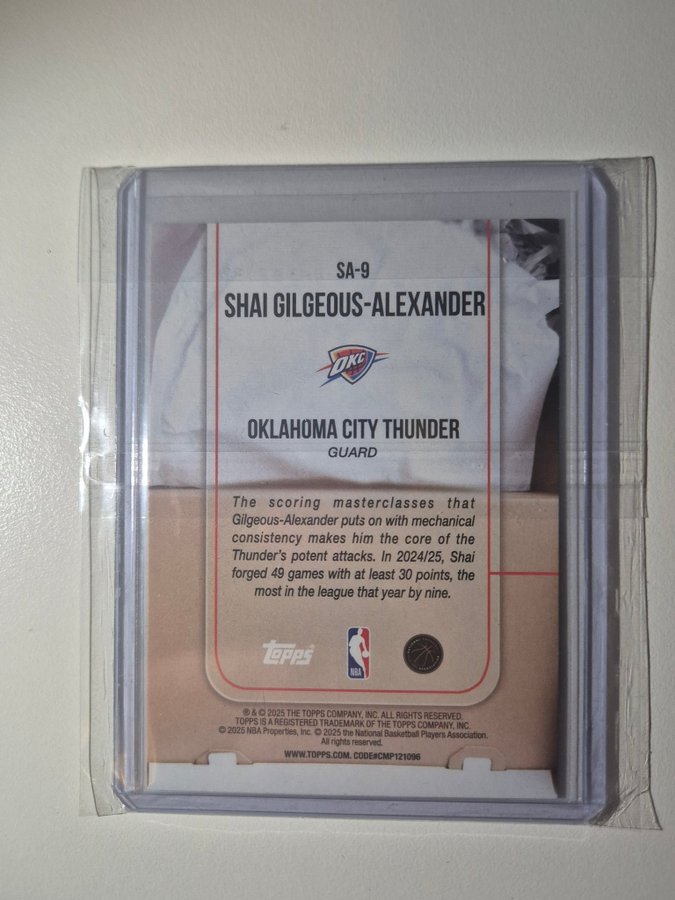 SA-9
SHAI GILGEOUS-ALEXANDER
OKC
OKLAHOMA CITY THUNDER
GUARD
The scoring masterclasses that
Gilgeous-Alexander puts on with mechanical
consistency makes him the core of the
Thunder's potent attacks. In 2024/25, Shai
forged 49 games with at least 30 points, the
most in the league that year by nine.
Topps
NBA
® & © 2025 THE TOPPS COMPANY, INC. ALL RIGHTS RESERVED.
TOPPS IS A REGISTERED TRADEMARK OF THE TOPPS COMPANY, INC.
© 2025 NBA Properties, Inc. © 2025 the National Basketball Players Association.
All rights reserved.
WWW.TOPPS.COM. CODE#CMP121096